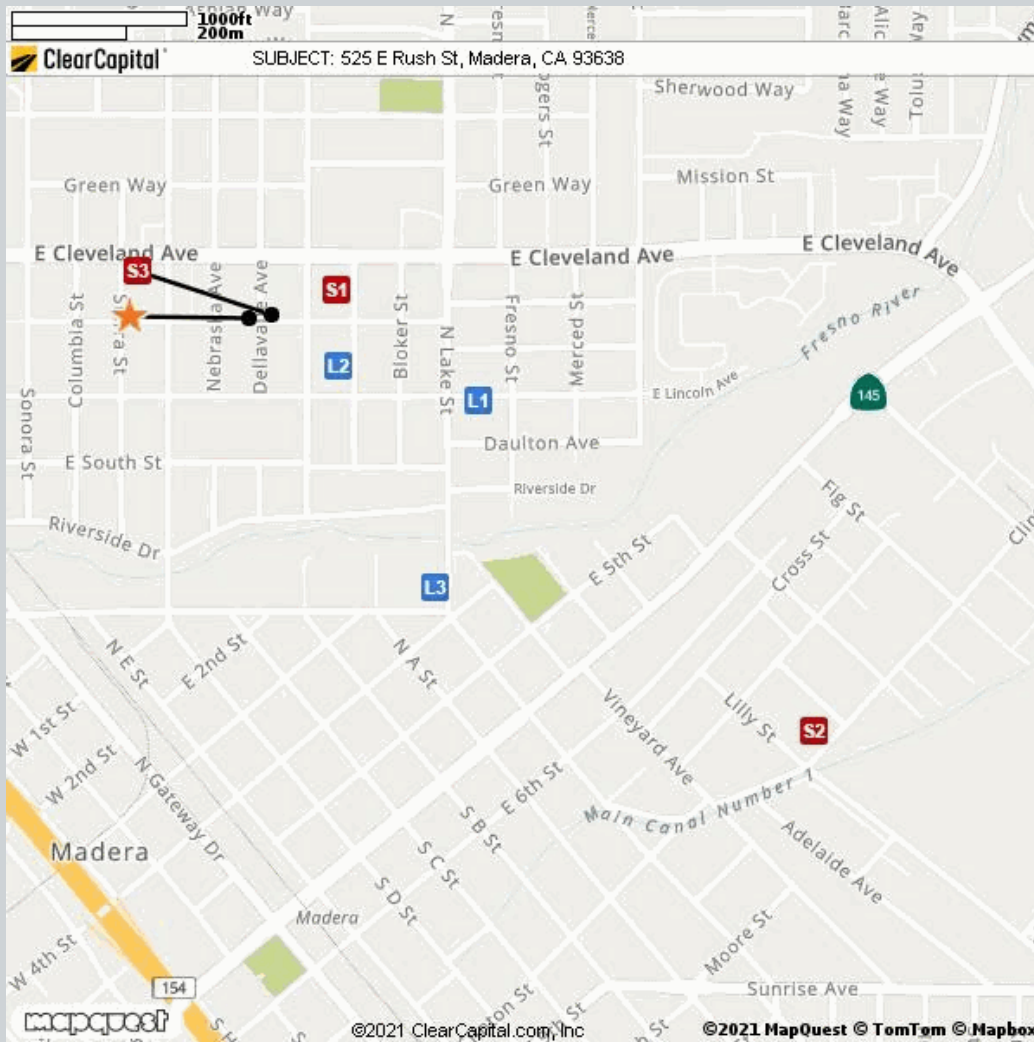 1000ft
200m
ClearCapital
SUBJECT: 525 E Rush St, Madera, CA 93638
N
Sherwood Way
Green Way
Green Way
Mission St
E Cleveland Ave
E Cleveland Ave
E Cleveland Ave
S3
S1
Fresno River
Columbia St
Nebraska Ave
Bloker St
N Lake St
Fresno St
Merced St
L2
L1
E Lincoln Ave
145
Sonora St
Daulton Ave
E South St
Riverside Dr
Riverside Dr
Fig St
Cross St
E 5th St
L3
N E St
E 2nd St
N A St
Vineyard Ave
Lilly St
S2
W 1st St
W 2nd St
N Gateway Dr
E 6th St
Main Canal Number 1
S B St
S C St
S D St
Adelaide Ave
Madera
Madera
Moore St
W 4th St
154
Sunrise Ave
mapquest
©2021 ClearCapital.com, Inc
©2021 MapQuest © TomTom © Mapbox